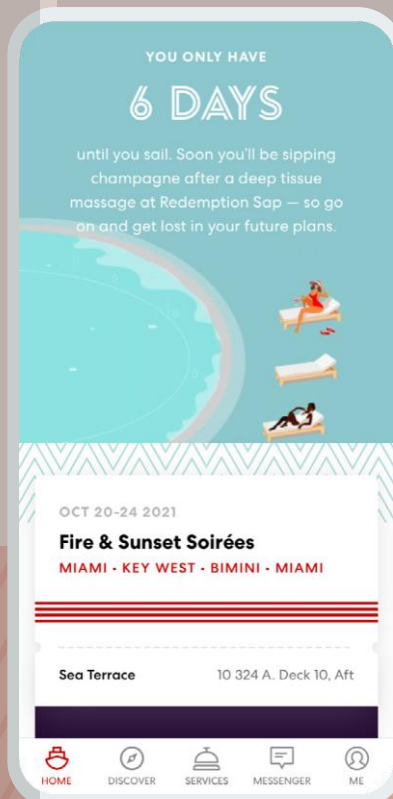 YOU ONLY HAVE
6 DAYS
until you sail. Soon you'll be sipping
champagne after a deep tissue
massage at Redemption Sap — so go
on and get lost in your future plans.
OCT 20-24 2021
Fire & Sunset Soirées
MIAMI • KEY WEST • BIMINI • MIAMI
Sea Terrace 10 324 A. Deck 10, Aft
HOME DISCOVER SERVICES MESSENGER ME